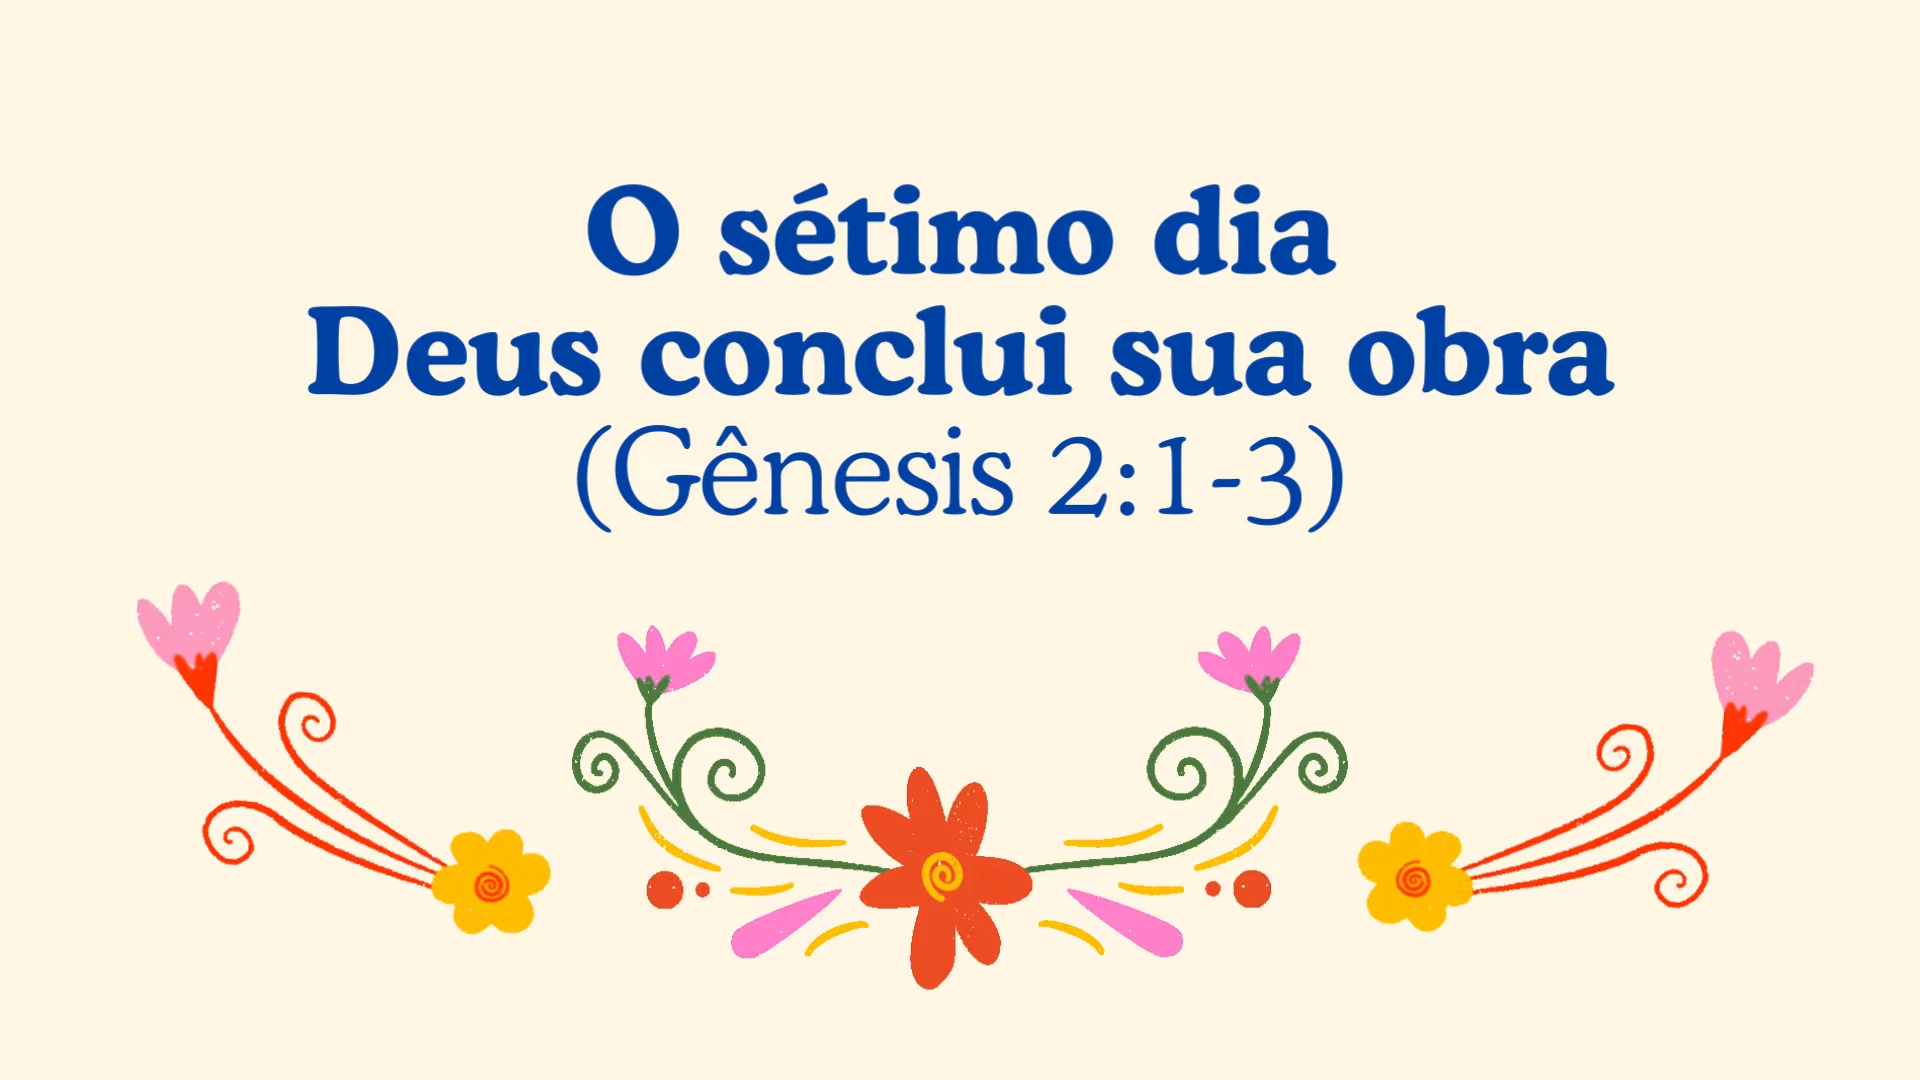 O sétimo dia
Deus conclui sua obra
(Gênesis 2:1-3)